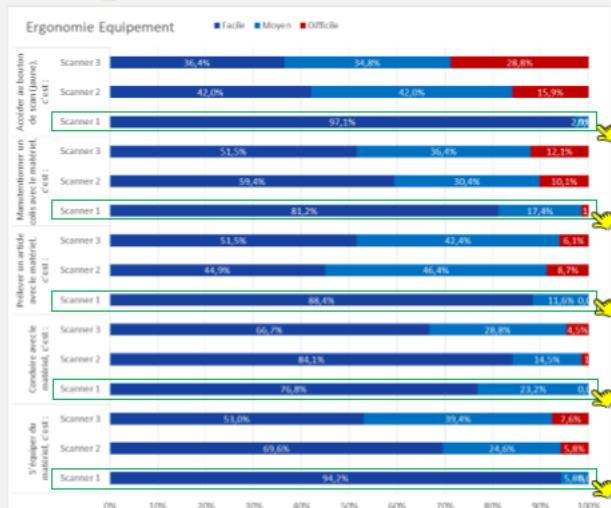 Ergonomie Equipement
Facile Moyen Difficile
Accéder au bouton de scan (jaune), c'est :
Scanner 3 36,4% 34,8% 28,8%
Scanner 2 42,0% 42,0% 15,9%
Scanner 1 97,1%
Manutentionner un colis avec le matériel, c'est :
Scanner 3 51,5% 36,4% 12,1%
Scanner 2 59,4% 30,4% 10,1%
Scanner 1 81,2% 17,4% 1
Prélever un article avec le matériel, c'est :
Scanner 3 51,5% 42,4% 6,1%
Scanner 2 44,9% 46,4% 8,7%
Scanner 1 88,4% 11,6% 0,0
Conduire avec le matériel, c'est :
Scanner 3 66,7% 28,8% 4,5%
Scanner 2 84,1% 14,5% 1
Scanner 1 76,8% 23,2% 0,0
S'équiper du matériel, c'est :
Scanner 3 53,0% 39,4% 7,6%
Scanner 2 69,6% 24,6% 5,8%
Scanner 1 94,2%
0% 10% 20% 30% 40% 50% 60% 70% 80% 90% 100%